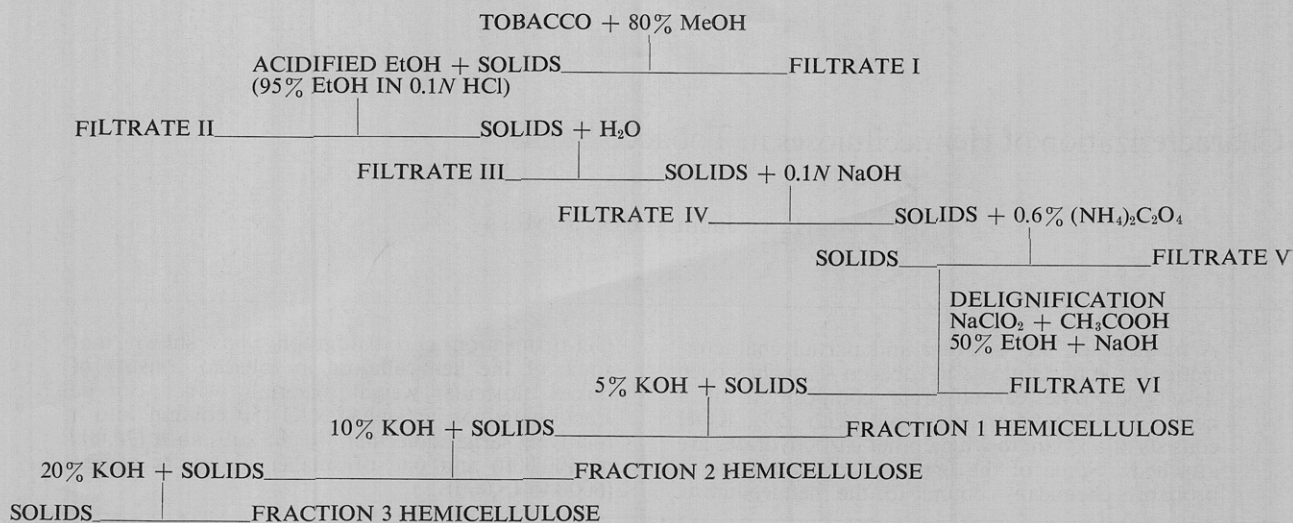 TOBACCO + 80% MeOH
ACIDIFIED EtOH + SOLIDS FILTRATE I
(95% EtOH IN 0.1N HCl)
FILTRATE II SOLIDS + H₂O
FILTRATE III SOLIDS + 0.1N NaOH
FILTRATE IV SOLIDS + 0.6% (NH₄)₂C₂O₄
SOLIDS FILTRATE V
DELIGNIFICATION
NaClO₂ + CH₃COOH
50% EtOH + NaOH
5% KOH + SOLIDS FILTRATE VI
10% KOH + SOLIDS FRACTION 1 HEMICELLULOSE
20% KOH + SOLIDS FRACTION 2 HEMICELLULOSE
SOLIDS FRACTION 3 HEMICELLULOSE